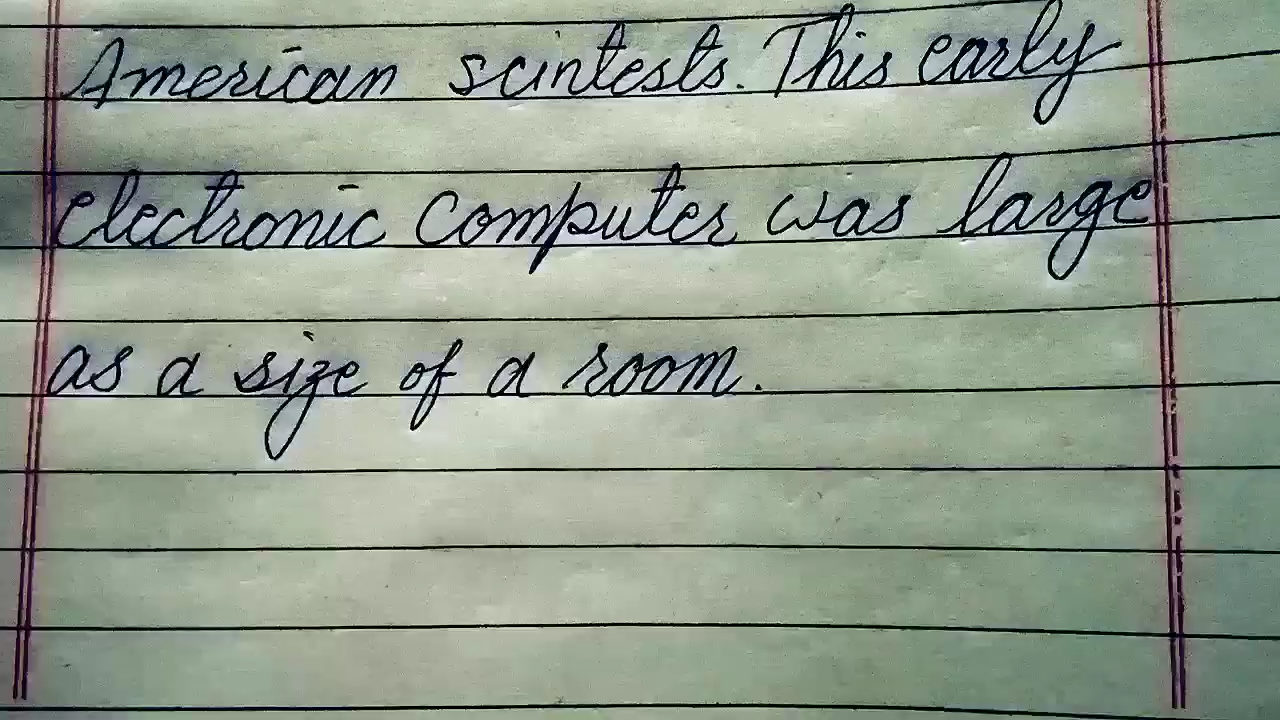 American scintests. This early
electronic computer was large
as a size of a room.